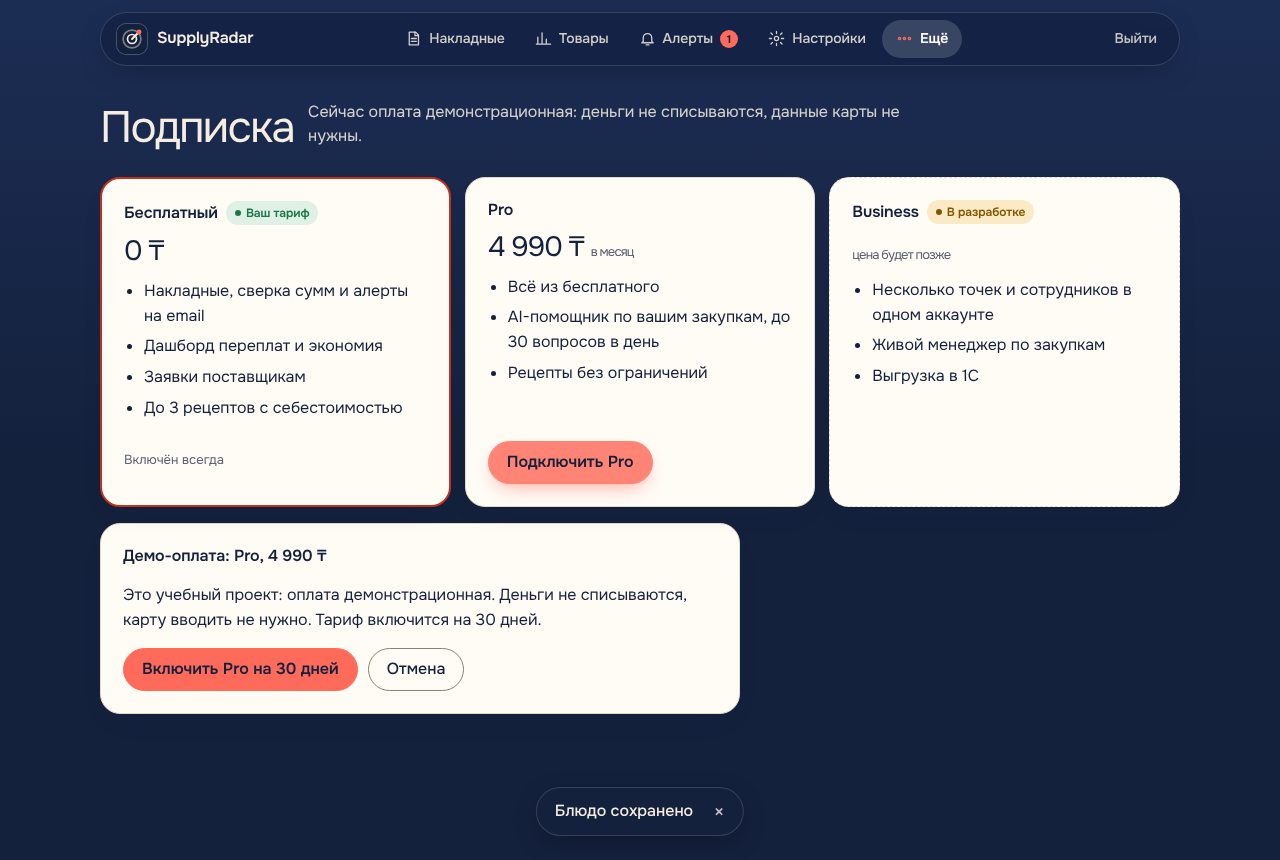 SupplyRadar
Накладные
Товары
Алерты 1
Настройки
Ещё
Выйти
Подписка
Сейчас оплата демонстрационная: деньги не списываются, данные карты не
нужны.
Бесплатный
Ваш тариф
0 ₸
Накладные, сверка сумм и алерты
на email
Дашборд переплат и экономия
Заявки поставщикам
До 3 рецептов с себестоимостью
Включён всегда
Pro
4 990 ₸ в месяц
Всё из бесплатного
AI-помощник по вашим закупкам, до
30 вопросов в день
Рецепты без ограничений
Подключить Pro
Business
В разработке
цена будет позже
Несколько точек и сотрудников в
одном аккаунте
Живой менеджер по закупкам
Выгрузка в 1С
Демо-оплата: Pro, 4 990 ₸
Это учебный проект: оплата демонстрационная. Деньги не списываются,
карту вводить не нужно. Тариф включится на 30 дней.
Включить Pro на 30 дней
Отмена
Блюдо сохранено ×